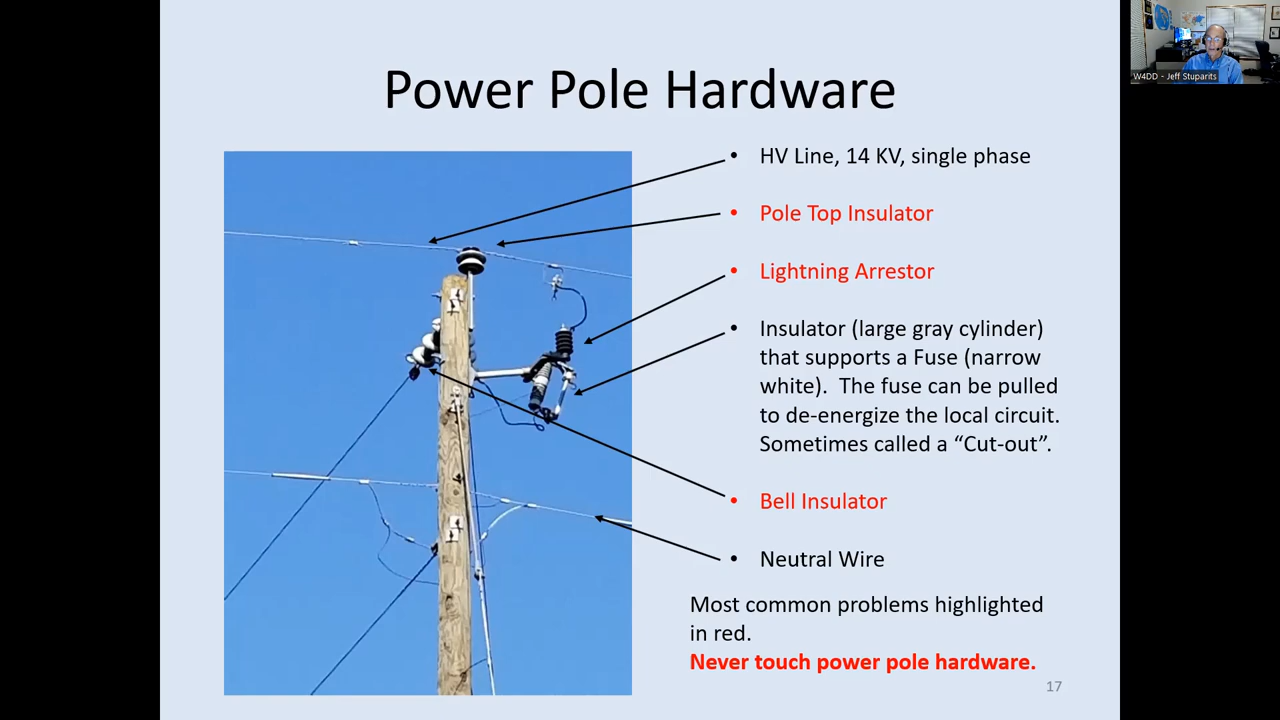 W4DD - Jeff Stuparits
Power Pole Hardware
• HV Line, 14 KV, single phase
• Pole Top Insulator
• Lightning Arrestor
• Insulator (large gray cylinder)
that supports a Fuse (narrow
white).  The fuse can be pulled
to de-energize the local circuit.
Sometimes called a “Cut-out”.
• Bell Insulator
• Neutral Wire
Most common problems highlighted
in red.
Never touch power pole hardware.
17